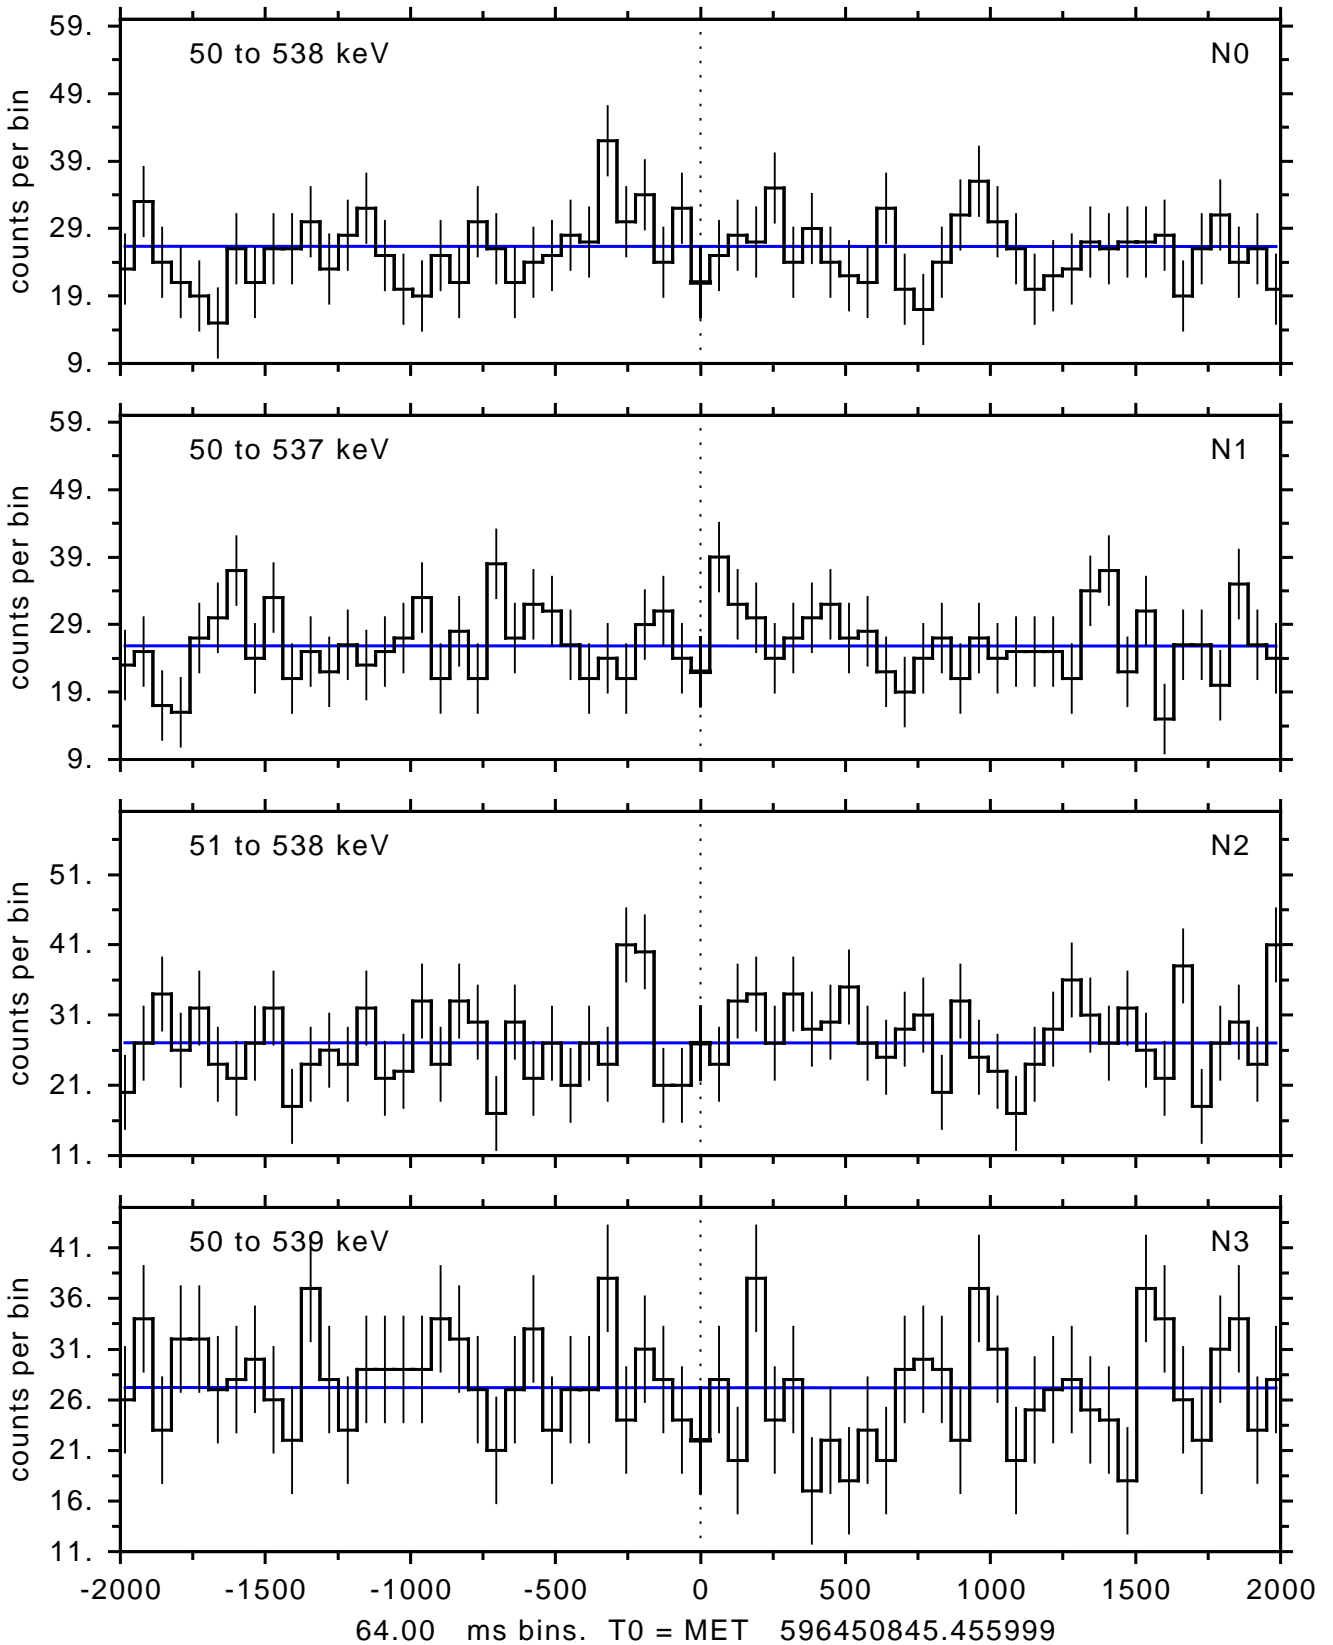 50 to 538 keV N0
59.
49.
39.
29.
19.
9.
counts per bin
50 to 537 keV N1
59.
49.
39.
29.
19.
9.
counts per bin
51 to 538 keV N2
51.
41.
31.
21.
11.
counts per bin
50 to 539 keV N3
41.
36.
31.
26.
21.
16.
11.
counts per bin
-2000 -1500 -1000 -500 0 500 1000 1500 2000
64.00 ms bins. T0 = MET 596450845.455999